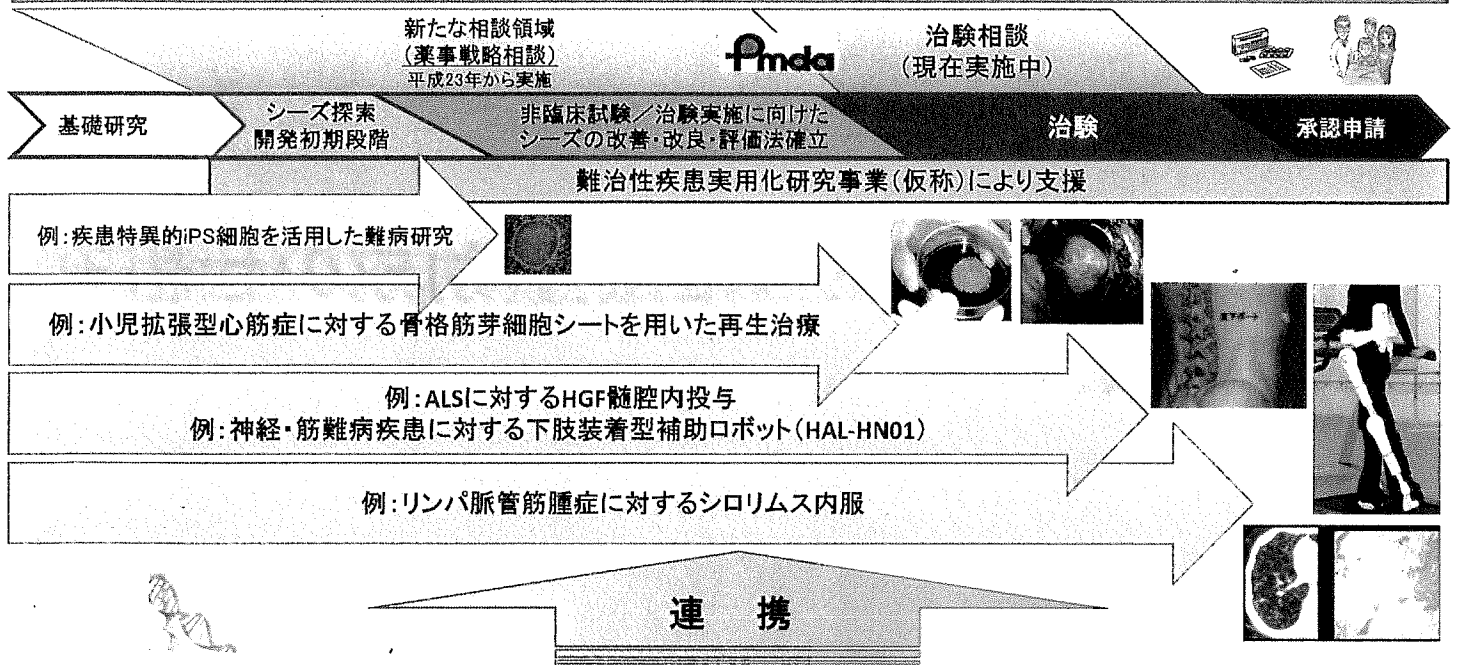 新たな相談領域
(薬事戦略相談)
平成23年から実施
Pmda
治験相談
(現在実施中)
基礎研究
シーズ探索
開発初期段階
非臨床試験/治験実施に向けた
シーズの改善・改良・評価法確立
治験
承認申請
難治性疾患実用化研究事業(仮称)により支援
例:疾患特異的iPS細胞を活用した難病研究
例:小児拡張型心筋症に対する骨格筋芽細胞シートを用いた再生治療
例:ALSに対するHGF髄腔内投与
例:神経・筋難病疾患に対する下肢装着型補助ロボット(HAL-HN01)
例:リンパ脈管筋腫症に対するシロリムス内服
連 携